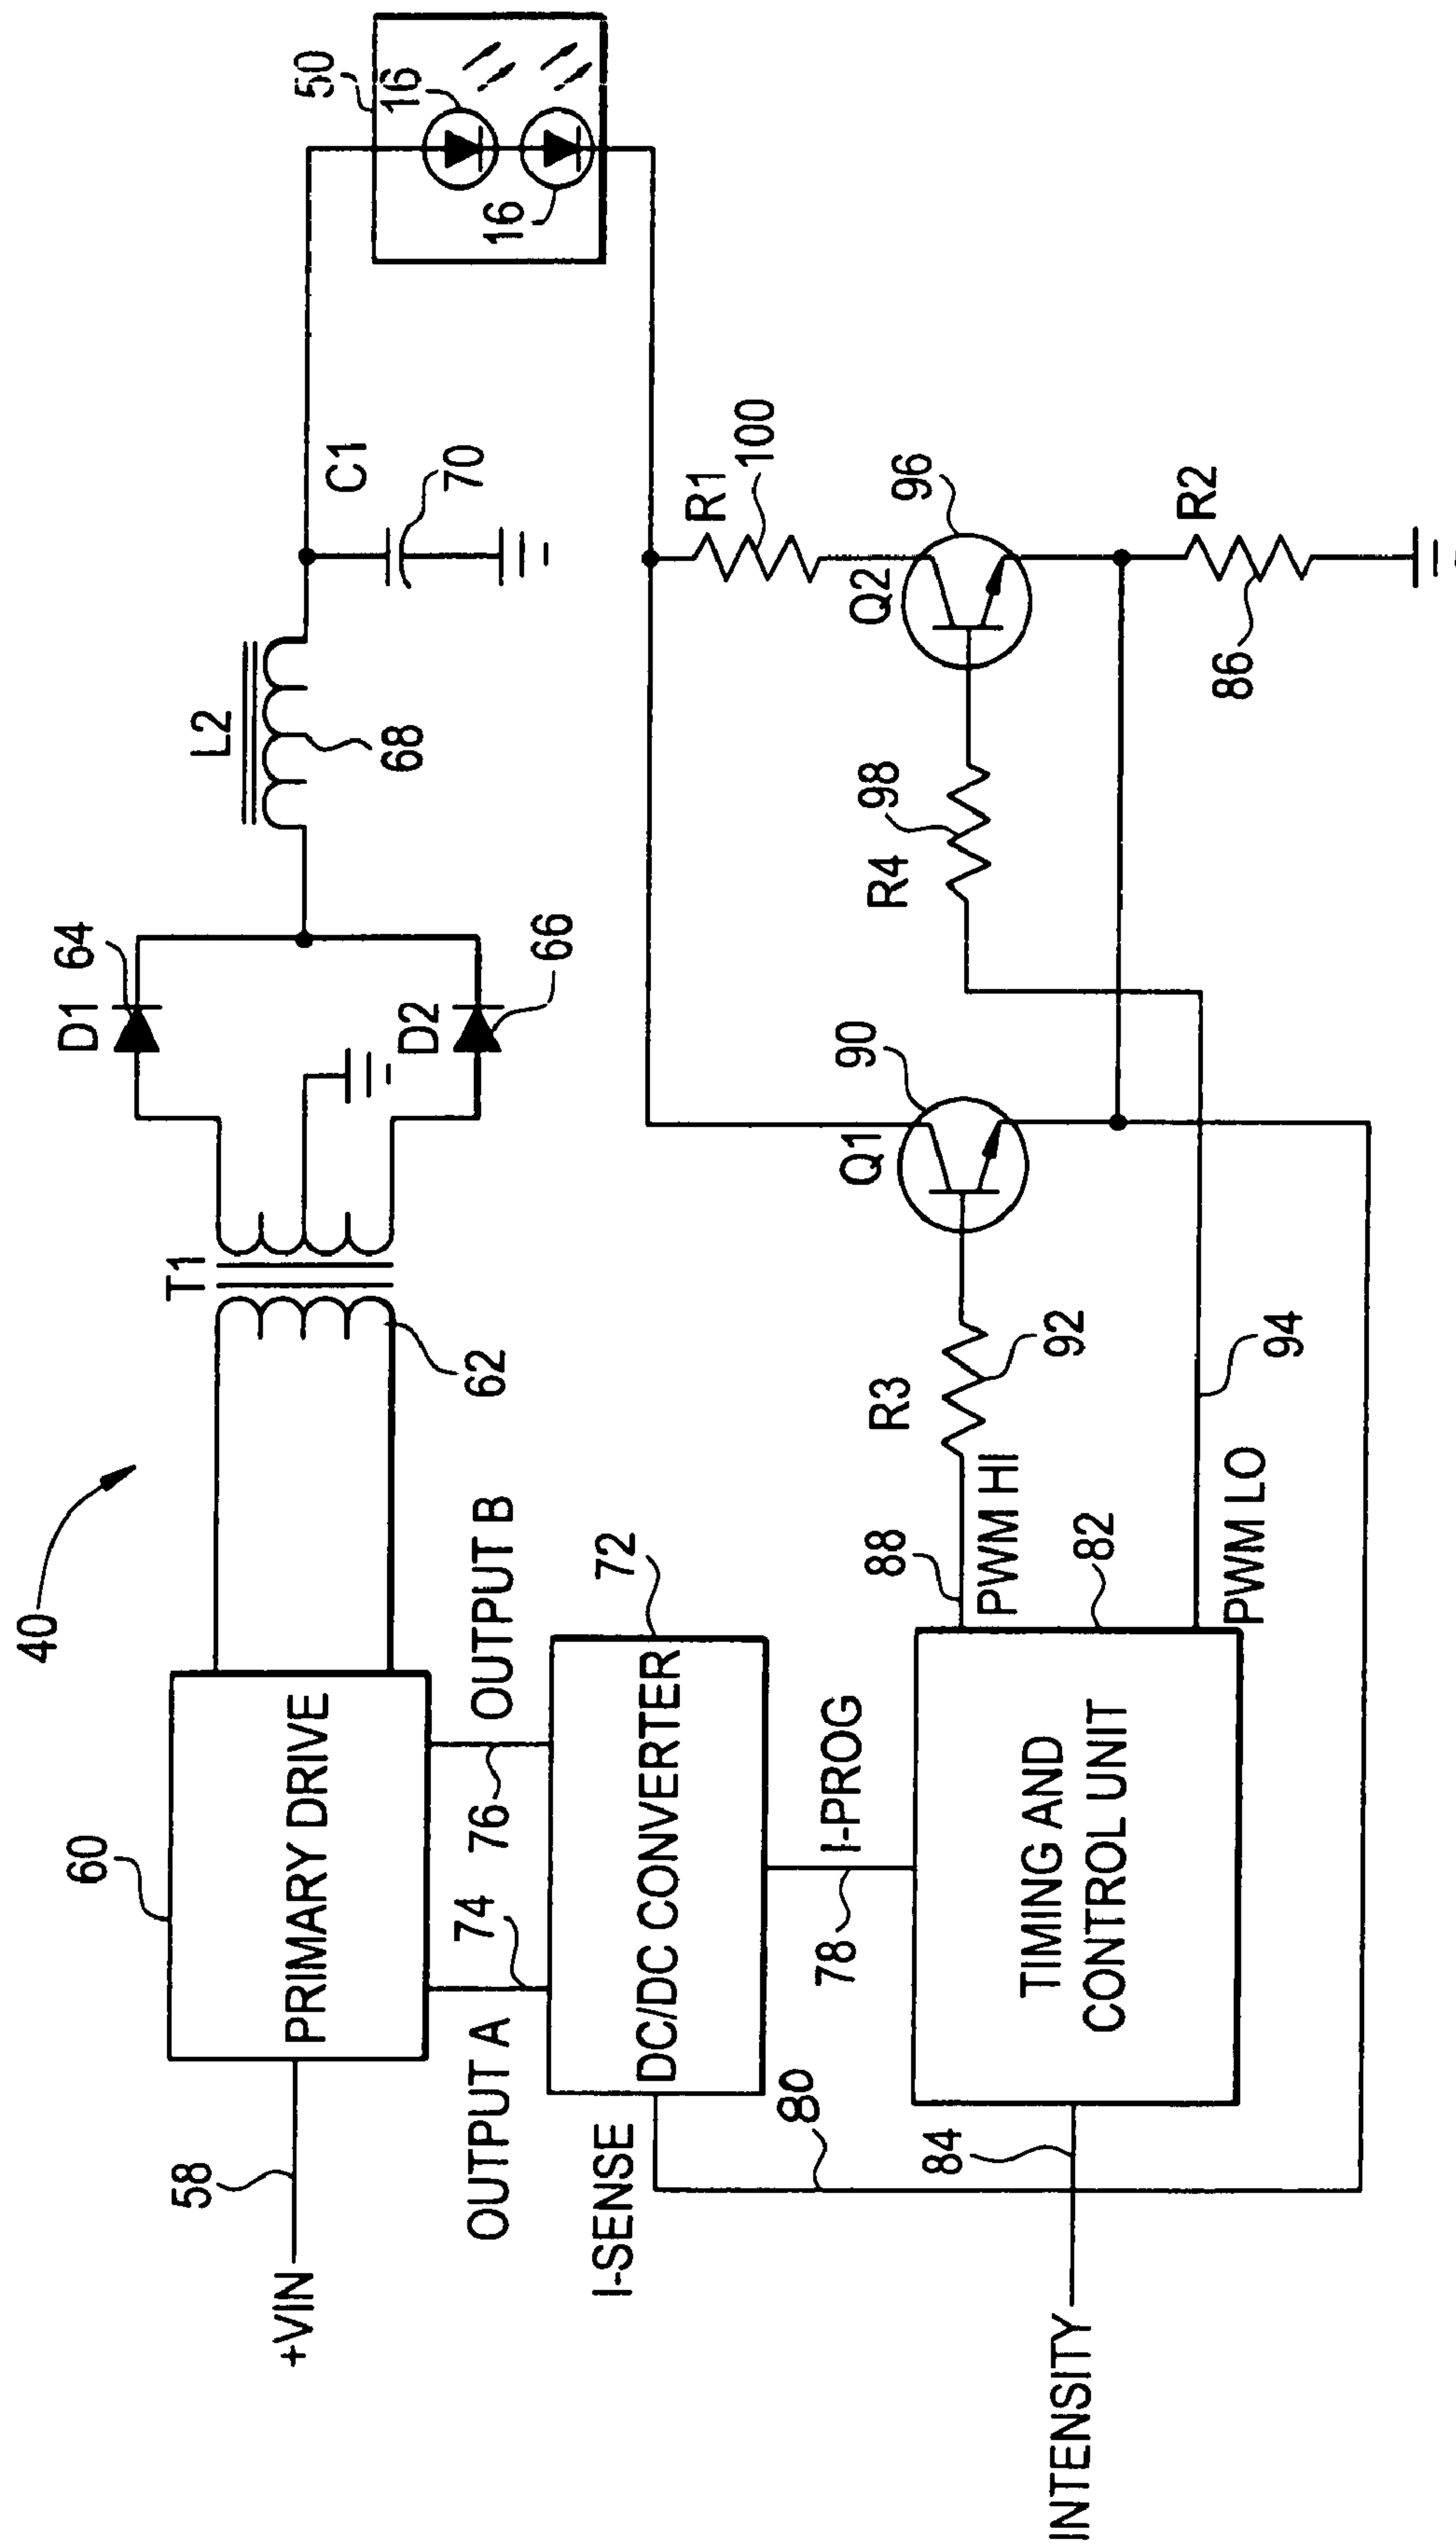 40
+VIN
58
60
PRIMARY DRIVE
62
T1
D1
64
D2
66
L2
68
C1
70
50
16
16
OUTPUT A
74
76
OUTPUT B
I-SENSE
DC/DC CONVERTER
72
80
78
I-PROG
INTENSITY
84
TIMING AND
CONTROL UNIT
82
88
PWM HI
PWM LO
94
R3
92
Q1
90
R4
98
Q2
96
R1
100
R2
86